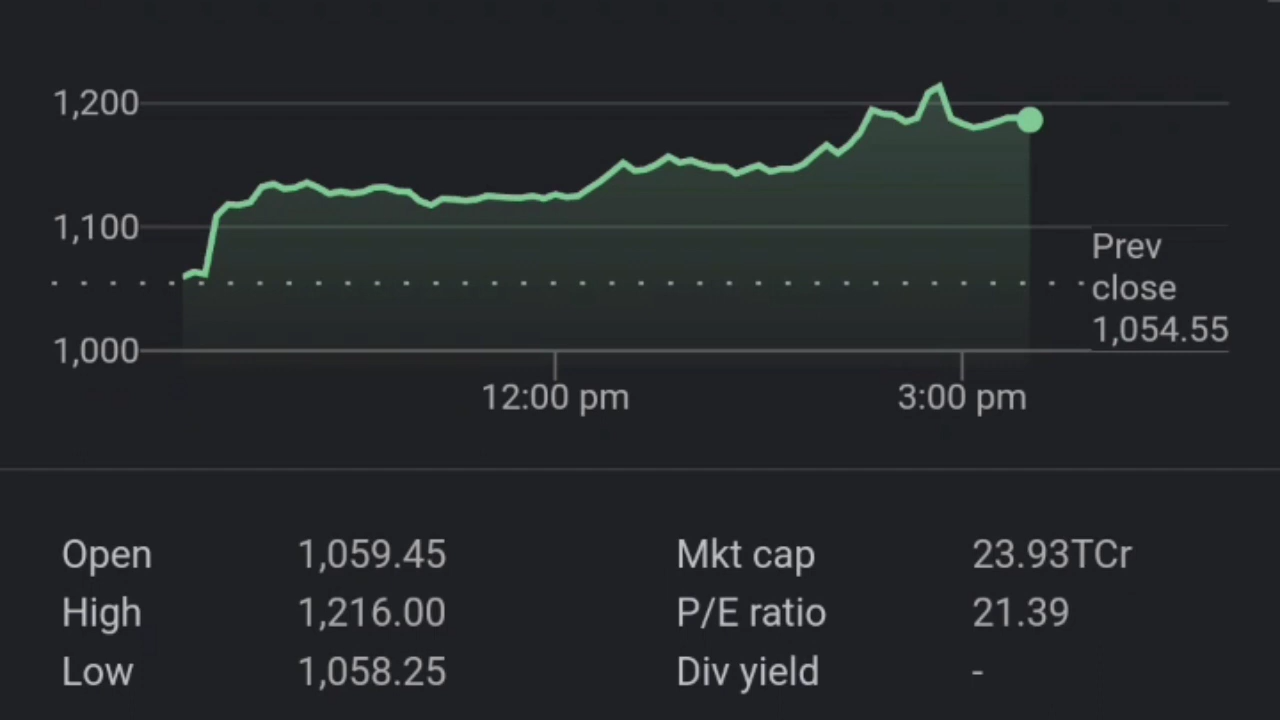 1,200
1,100
Prev
close
1,054.55
1,000
12:00 pm 3:00 pm
Open 1,059.45 Mkt cap 23.93TCr
High 1,216.00 P/E ratio 21.39
Low 1,058.25 Div yield -